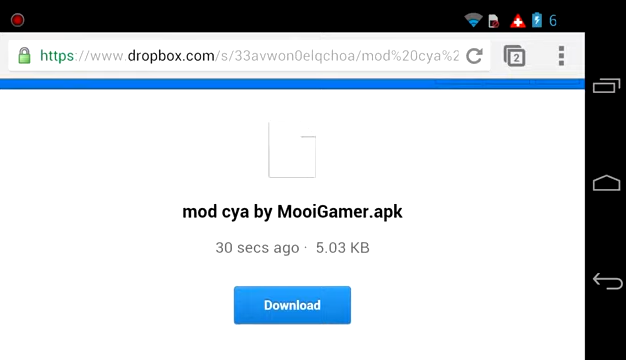 6
https://www.dropbox.com/s/33avwon0elqchoa/mod%20cya%2
2
mod cya by MooiGamer.apk
30 secs ago · 5.03 KB
Download